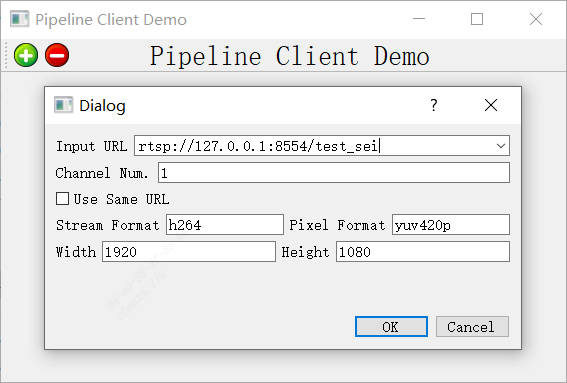 Pipeline Client Demo
Pipeline Client Demo
Dialog ?
Input URL rtsp://127.0.0.1:8554/test_sei
Channel Num. 1
Use Same URL
Stream Format h264 Pixel Format yuv420p
Width 1920 Height 1080
OK Cancel